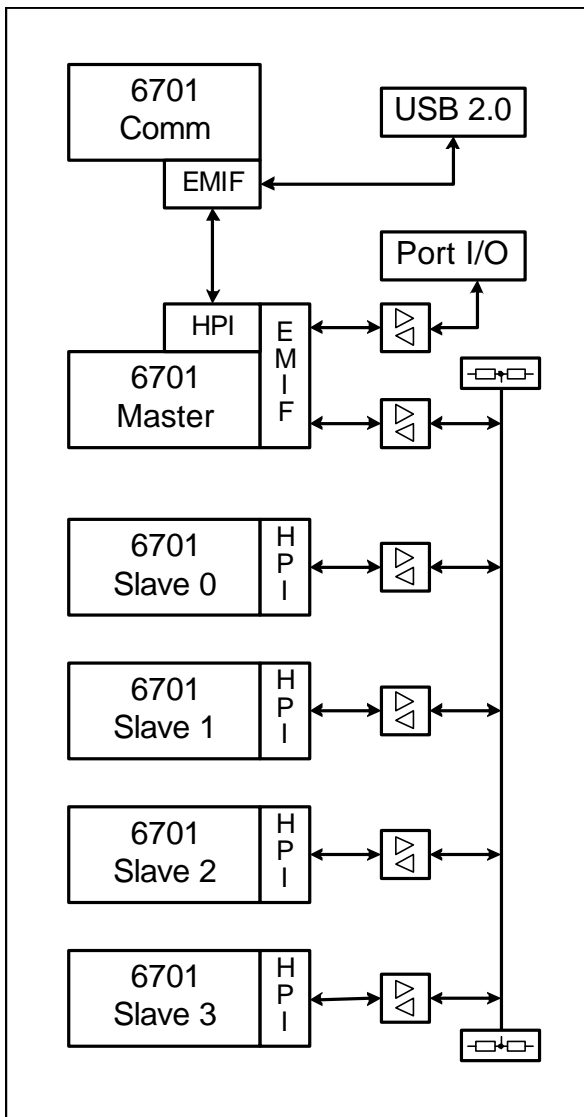 6701
Comm
EMIF
USB 2.0
Port I/O
HPI
E
M
I
F
6701
Master
6701
Slave 0
H
P
I
6701
Slave 1
H
P
I
6701
Slave 2
H
P
I
6701
Slave 3
H
P
I